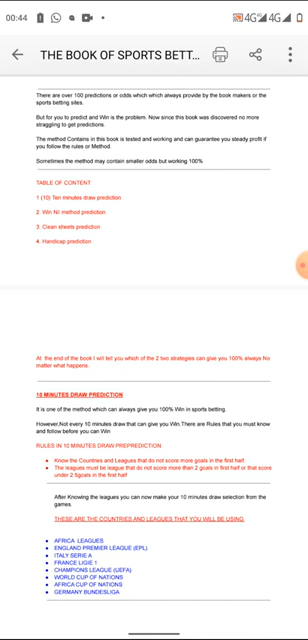 00:44
4G 4G
THE BOOK OF SPORTS BETT...
There are over 100 predictions or odds which which always provide by the book makers or the
sports betting sites.
But for you to predict and Win is the problem. Now since this book was discovered no more
straggling to get predictions.
The method Contains in this book is tested and working and can guarantee you steady profit if
you follow the rules or Method.
Sometimes the method may contain smaller odds but working 100%
TABLE OF CONTENT
1 (10) Ten minutes draw prediction
2. Win Nil method prediction
3. Clean sheets prediction
4. Handicap prediction
At the end of the book I will tell you which of the 2 two strategies can give you 100% always No
matter what happens.
10 MINUTES DRAW PREDICTION
It is one of the method which can always give you 100% Win in sports betting.
However,Not every 10 minutes draw that can give you Win.There are Rules that you must know
and follow before you can Win
RULES IN 10 MINUTES DRAW PREPREDICTION
• Know the Countries and Leagues that do not score more goals in the first half
• The leagues must be league that do not score more than 2 goals in first half or that score
under 2.5goals in the first half
After Knowing the leagues you can now make your 10 minutes draw selection from the
games.
THESE ARE THE COUNTRIES AND LEAGUES THAT YOU WILL BE USING.
• AFRICA LEAGUES
• ENGLAND PREMIER LEAGUE (EPL)
• ITALY SERIE A
• FRANCE LIGIE 1
• CHAMPIONS LEAGUE (UEFA)
• WORLD CUP OF NATIONS
• AFRICA CUP OF NATIONS
• GERMANY BUNDESLIGA